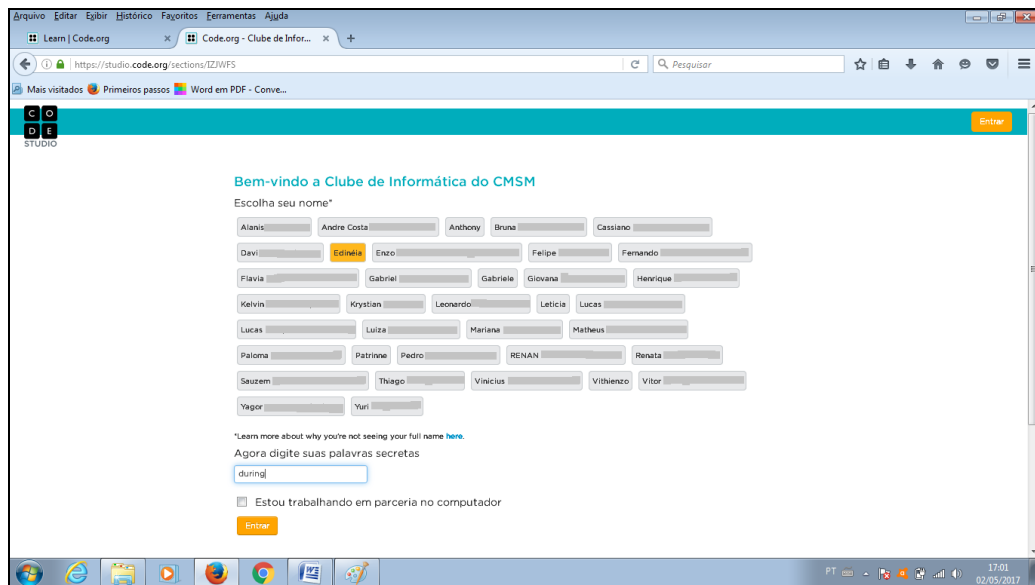 Arquivo Editar Exibir Histórico Favoritos Ferramentas Ajuda
Learn | Code.org × Code.org - Clube de Infor... × +
https://studio.code.org/sections/IZJWFS Pesquisar
Mais visitados Primeiros passos Word em PDF - Conve...
C O
D E
STUDIO
Entrar
Bem-vindo a Clube de Informática do CMSM
Escolha seu nome*
Alanis Andre Costa Anthony Bruna Cassiano
Davi Edinéia Enzo Felipe Fernando
Flavia Gabriel Gabriele Giovana Henrique
Kelvin Krystian Leonardo Leticia Lucas
Lucas Luiza Mariana Matheus
Paloma Patrinne Pedro RENAN Renata
Sauzem Thiago Vinicius Vithienzo Vitor
Yagor Yuri
*Learn more about why you're not seeing your full name here.
Agora digite suas palavras secretas
during
Estou trabalhando em parceria no computador
Entrar
PT 17:01
02/05/2017